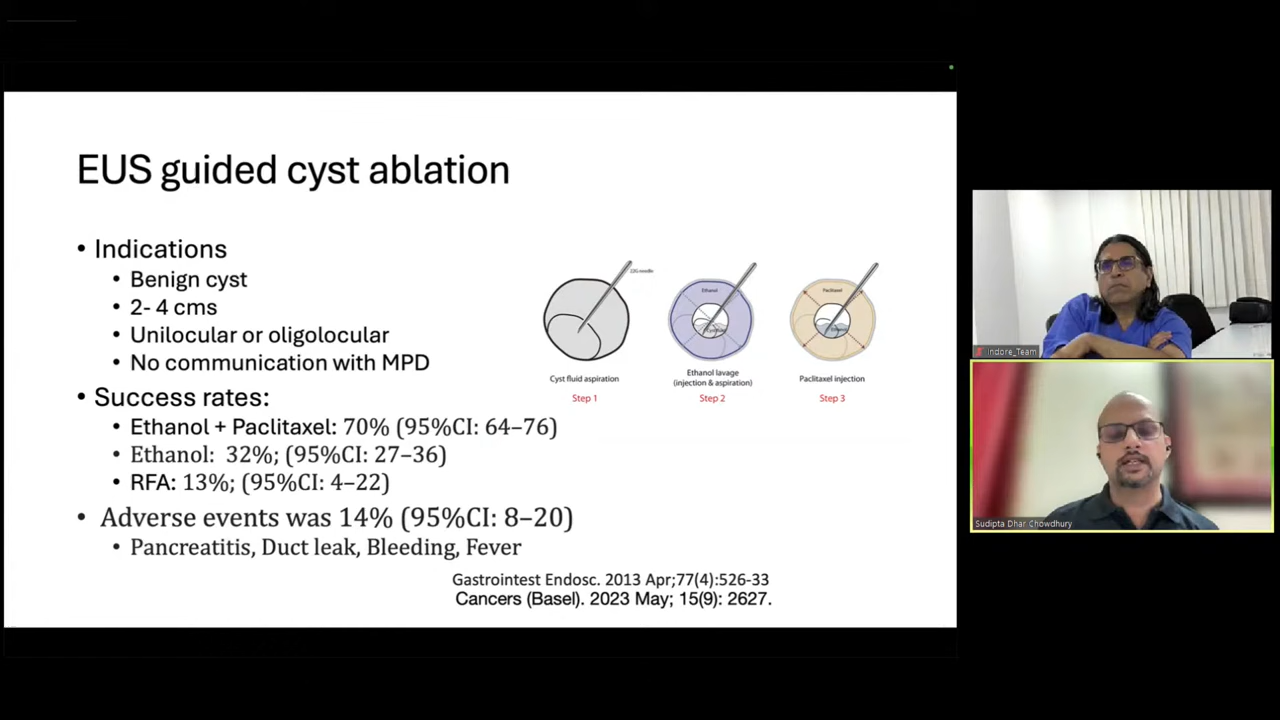 EUS guided cyst ablation
• Indications
• Benign cyst
• 2- 4 cms
• Unilocular or oligolocular
• No communication with MPD
• Success rates:
• Ethanol + Paclitaxel: 70% (95%CI: 64–76)
• Ethanol: 32%; (95%CI: 27–36)
• RFA: 13%; (95%CI: 4–22)
• Adverse events was 14% (95%CI: 8–20)
• Pancreatitis, Duct leak, Bleeding, Fever
22G needle
Cyst fluid aspiration
Step 1
Ethanol
Ethanol lavage
(injection & aspiration)
Step 2
Paclitaxel
Paclitaxel injection
Step 3
Gastrointest Endosc. 2013 Apr;77(4):526-33
Cancers (Basel). 2023 May; 15(9): 2627.
Indore_Team
Sudipta Dhar Chowdhury